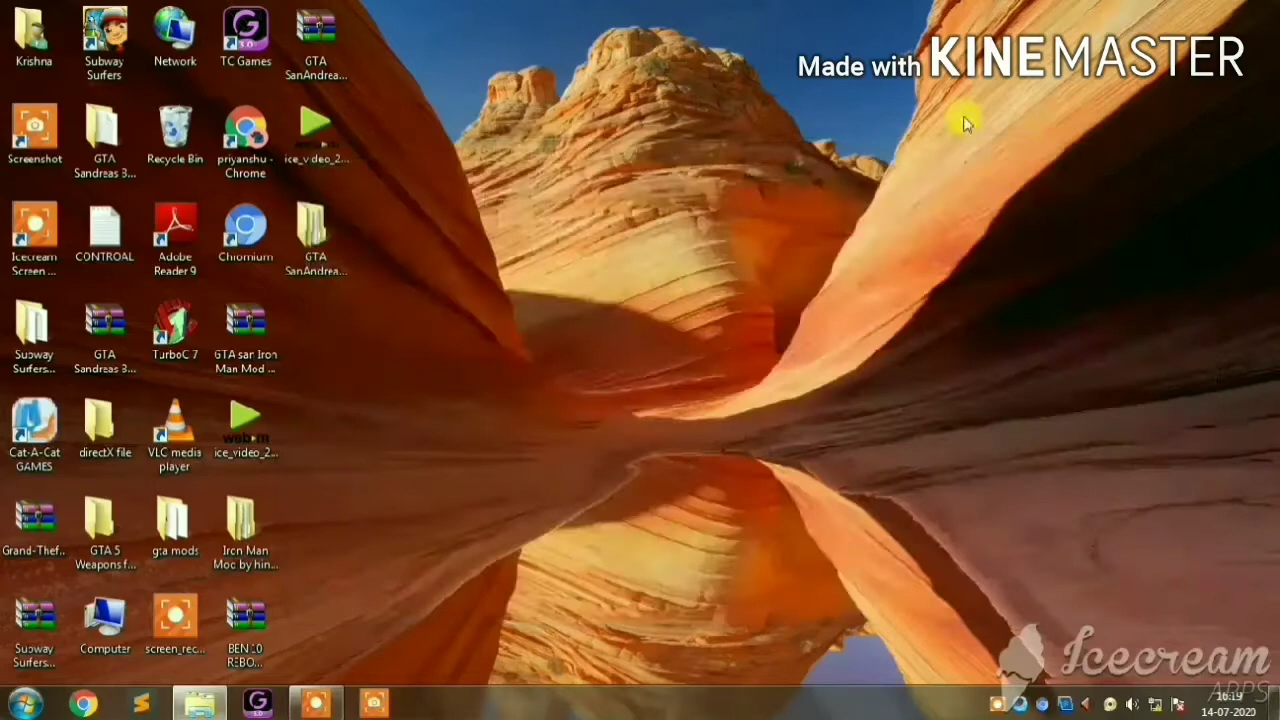 Made with KINEMASTER
Krishna
Subway
Surfers
Network
TC Games
GTA
SanAndrea...
Screenshot
GTA
Sandreas B...
Recycle Bin
priyanshu -
Chrome
ice_video_2...
Icecream
Screen ...
CONTROAL
Adobe
Reader 9
Chromium
GTA
SanAndrea...
Subway
Surfers...
GTA
Sandreas B...
TurboC 7
GTA san Iron
Man Mod ...
Cat-A-Cat
GAMES
directX file
VLC media
player
webm
ice_video_2...
Grand-Thef...
GTA 5
Weapons f...
gta mods
Iron Man
Mod by hin...
Subway
Surfers...
Computer
screen_rec...
BEN 10
REBO...
Icecream
APPS
16:19
14-07-2020